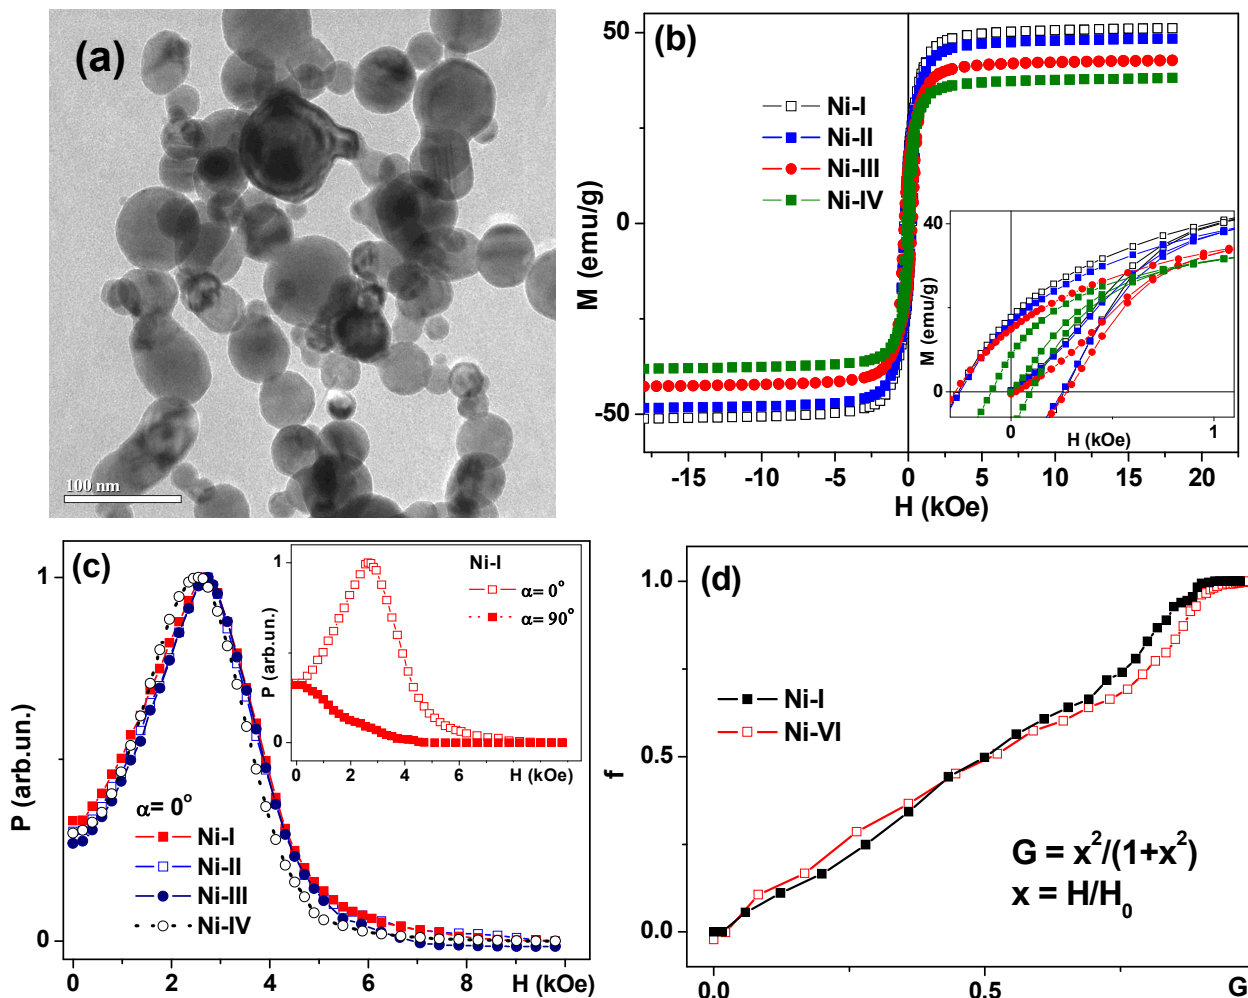 (a)
100 nm
(b)
M (emu/g)
50
0
-50
Ni-I
Ni-II
Ni-III
Ni-IV
-15 -10 -5 0 5 10 15 20
H (kOe)
M (emu/g)
40
0
0 1
H (kOe)
(c)
P (arb.un.)
1
0
α= 0°
Ni-I
Ni-II
Ni-III
Ni-IV
0 2 4 6 8 H (kOe)
Ni-I
α= 0°
α= 90°
P (arb.un.)
1
0
0 2 4 6 H (kOe)
(d)
f
1.0
0.5
0.0
Ni-I
Ni-VI
G = x²/(1+x²)
x = H/H₀
0.0 0.5 G